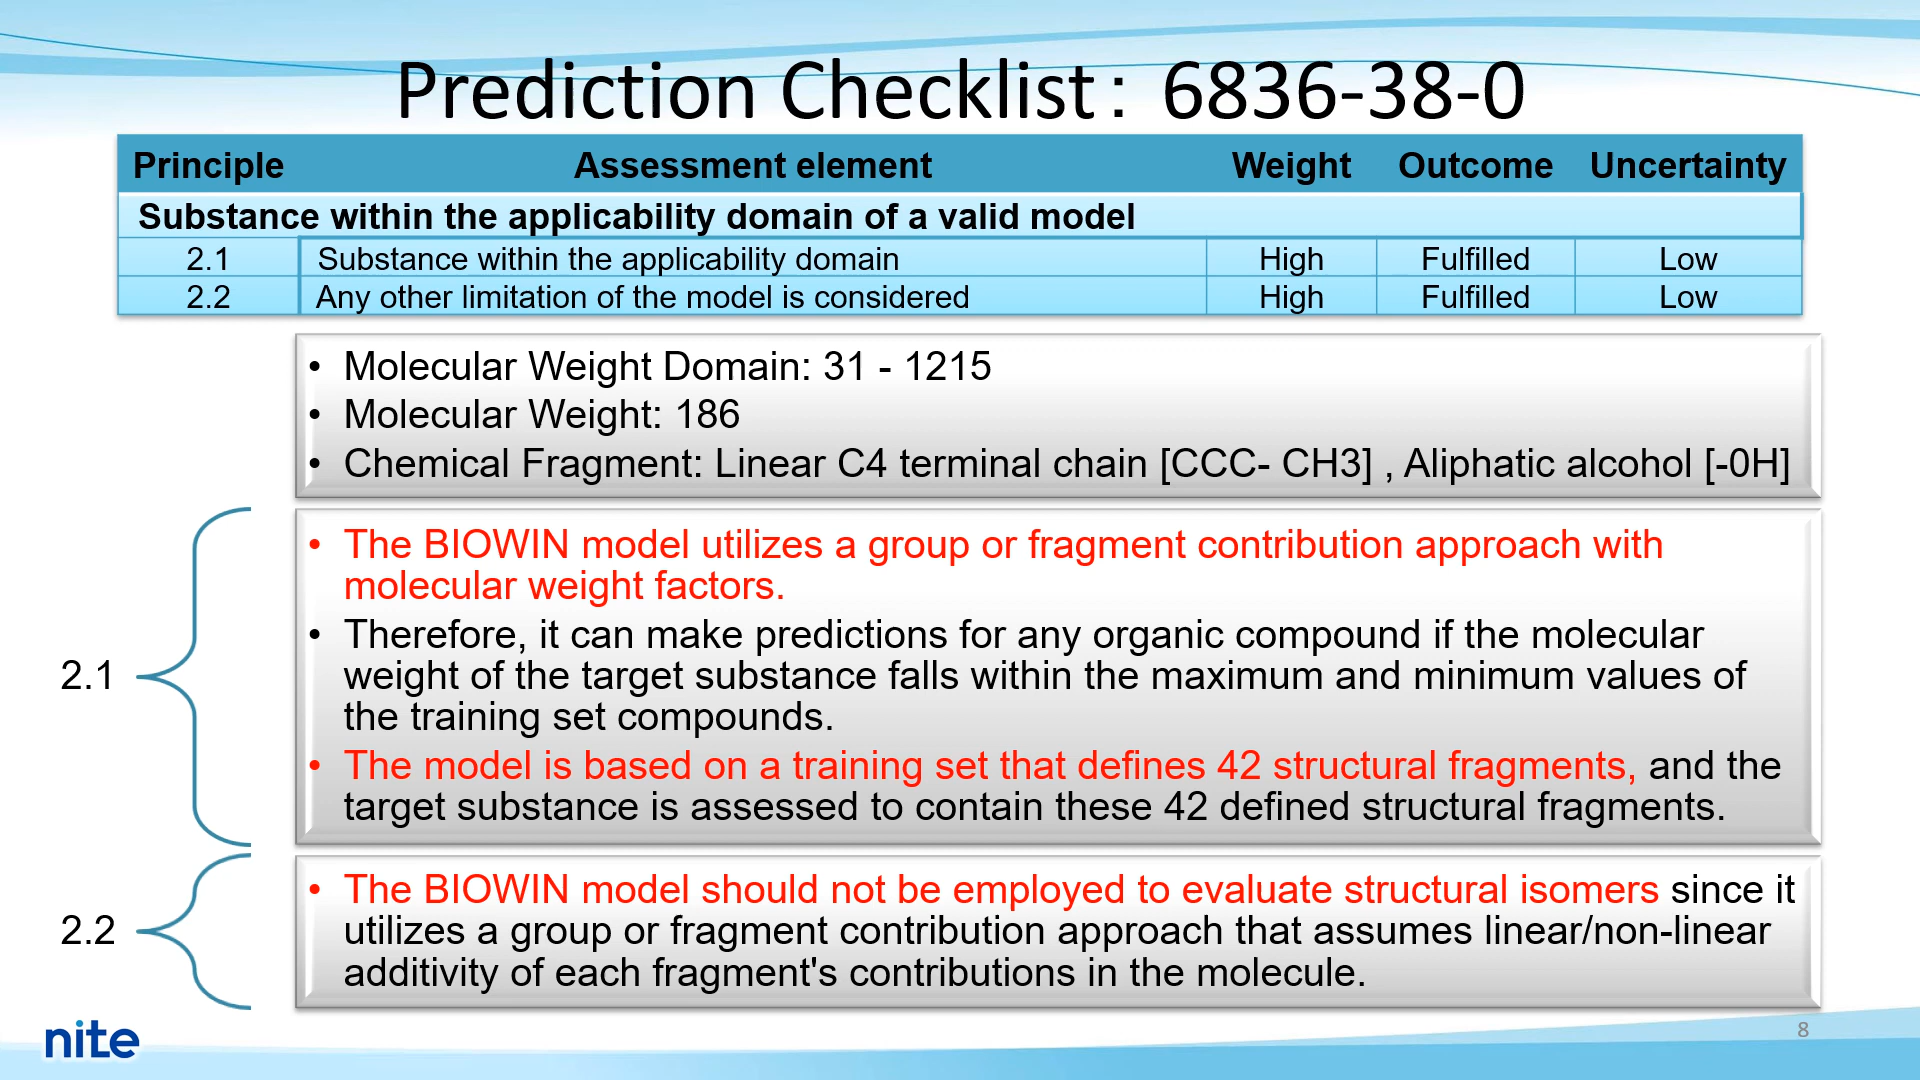 Prediction Checklist： 6836-38-0
Principle Assessment element Weight Outcome Uncertainty
Substance within the applicability domain of a valid model
2.1 Substance within the applicability domain High Fulfilled Low
2.2 Any other limitation of the model is considered High Fulfilled Low
• Molecular Weight Domain: 31 - 1215
• Molecular Weight: 186
• Chemical Fragment: Linear C4 terminal chain [CCC- CH3] , Aliphatic alcohol [-0H]
2.1
• The BIOWIN model utilizes a group or fragment contribution approach with
molecular weight factors.
• Therefore, it can make predictions for any organic compound if the molecular
weight of the target substance falls within the maximum and minimum values of
the training set compounds.
• The model is based on a training set that defines 42 structural fragments, and the
target substance is assessed to contain these 42 defined structural fragments.
2.2
• The BIOWIN model should not be employed to evaluate structural isomers since it
utilizes a group or fragment contribution approach that assumes linear/non-linear
additivity of each fragment's contributions in the molecule.
nite
8